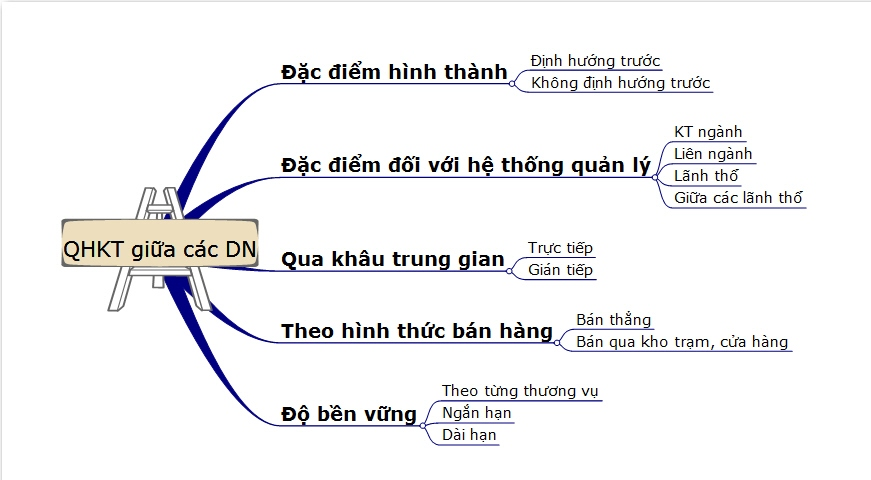 QHKT giữa các DN
Đặc điểm hình thành
Định hướng trước
Không định hướng trước
Đặc điểm đối với hệ thống quản lý
KT ngành
Liên ngành
Lãnh thổ
Giữa các lãnh thổ
Qua khâu trung gian
Trực tiếp
Gián tiếp
Theo hình thức bán hàng
Bán thẳng
Bán qua kho trạm, cửa hàng
Độ bền vững
Theo từng thương vụ
Ngắn hạn
Dài hạn